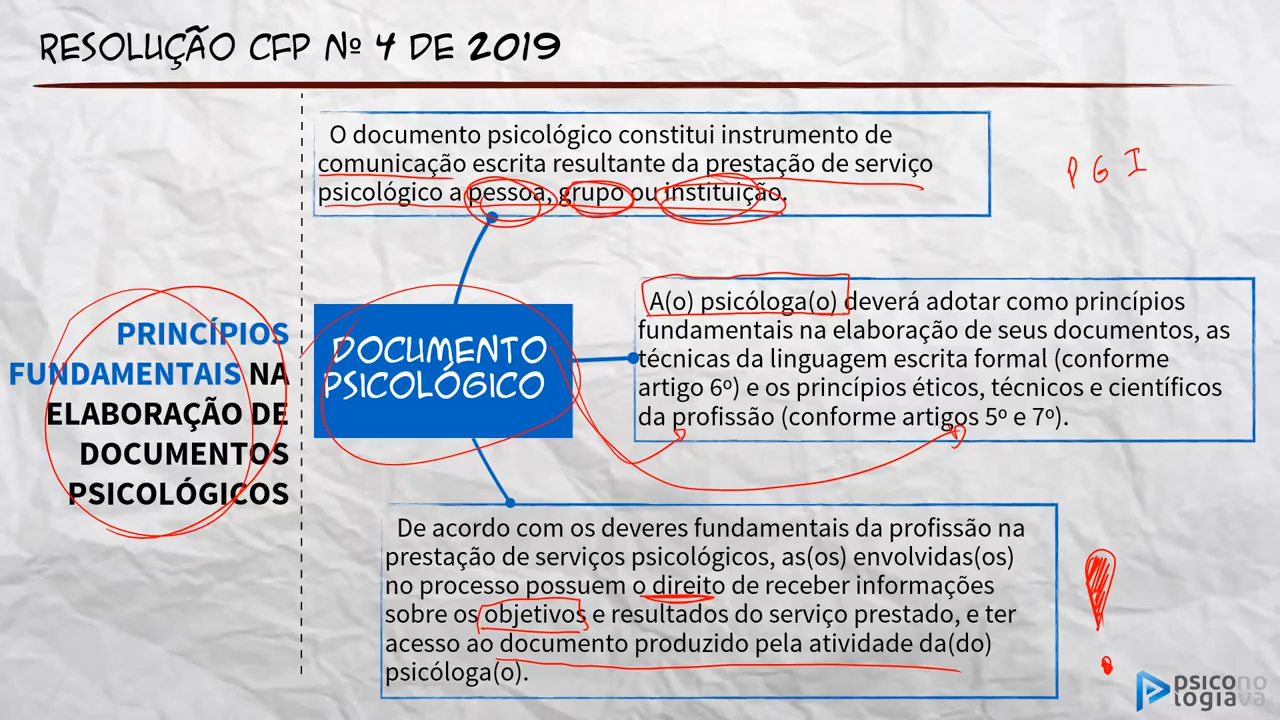 RESOLUÇÃO CFP Nº 4 DE 2019
O documento psicológico constitui instrumento de
comunicação escrita resultante da prestação de serviço
psicológico a pessoa, grupo ou instituição.
P G I
PRINCÍPIOS
FUNDAMENTAIS NA
ELABORAÇÃO DE
DOCUMENTOS
PSICOLÓGICOS
DOCUMENTO
PSICOLÓGICO
A(o) psicóloga(o) deverá adotar como princípios
fundamentais na elaboração de seus documentos, as
técnicas da linguagem escrita formal (conforme
artigo 6º) e os princípios éticos, técnicos e científicos
da profissão (conforme artigos 5º e 7º).
De acordo com os deveres fundamentais da profissão na
prestação de serviços psicológicos, as(os) envolvidas(os)
no processo possuem o direito de receber informações
sobre os objetivos e resultados do serviço prestado, e ter
acesso ao documento produzido pela atividade da(do)
psicóloga(o).
!
psicono
logiava